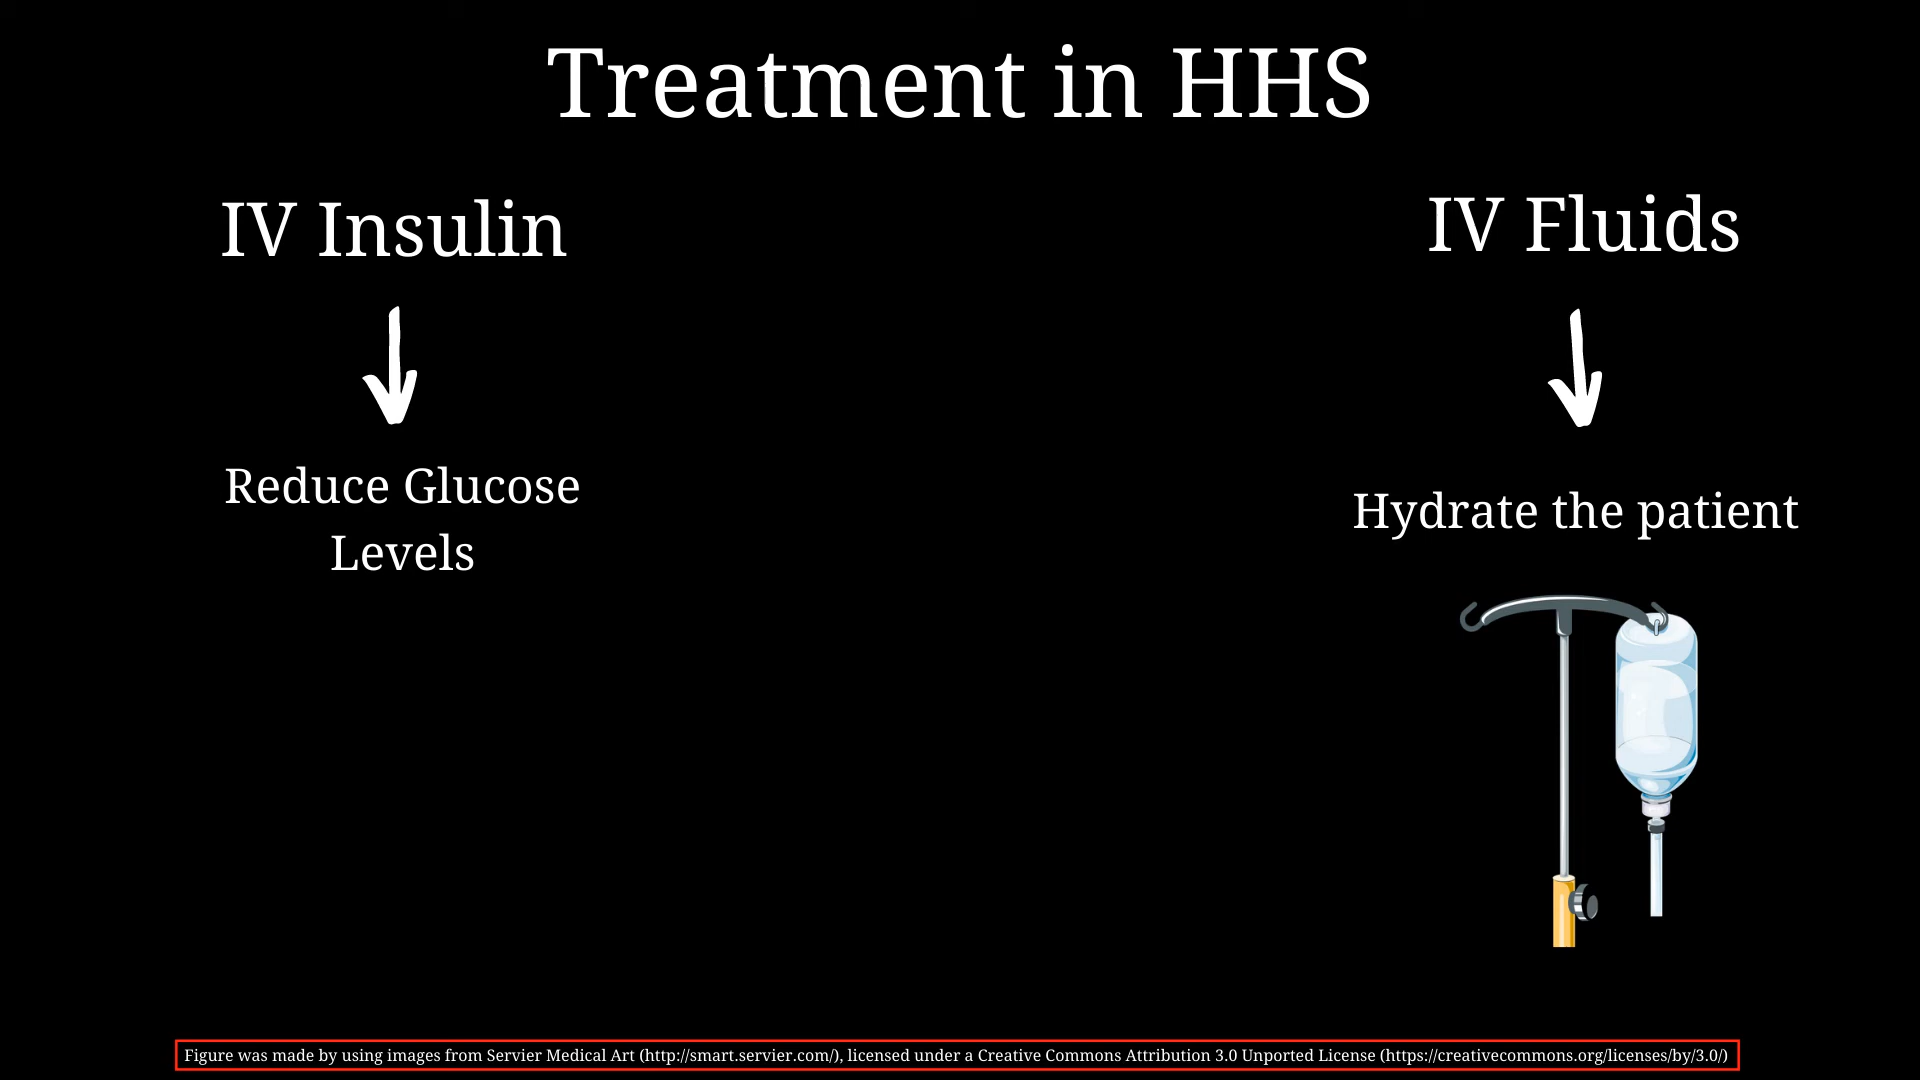 Treatment in HHS
IV Insulin
Reduce Glucose
Levels
IV Fluids
Hydrate the patient
Figure was made by using images from Servier Medical Art (http://smart.servier.com/), licensed under a Creative Commons Attribution 3.0 Unported License (https://creativecommons.org/licenses/by/3.0/)